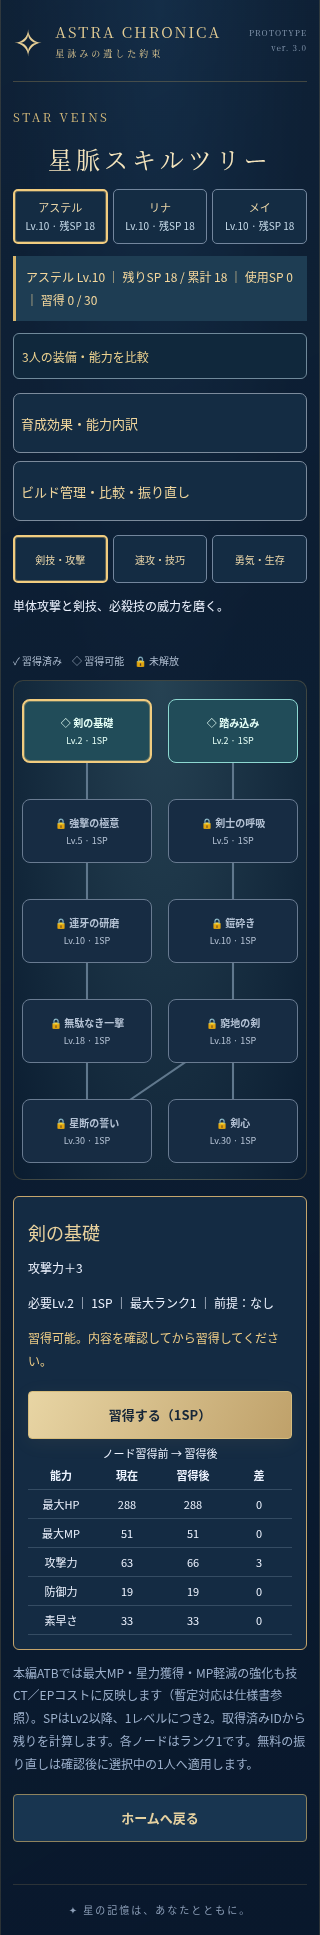 ASTRA CHRONICA
星詠みの遺した約束
PROTOTYPE
ver. 3.0
STAR VEINS
星脈スキルツリー
アステル
Lv.10・残SP 18
リナ
Lv.10・残SP 18
メイ
Lv.10・残SP 18
アステル Lv.10 ｜ 残りSP 18 / 累計 18 ｜ 使用SP 0
｜ 習得 0 / 30
3人の装備・能力を比較
育成効果・能力内訳
ビルド管理・比較・振り直し
剣技・攻撃
速攻・技巧
勇気・生存
単体攻撃と剣技、必殺技の威力を磨く。
✓ 習得済み ◇ 習得可能 🔒 未解放
◇ 剣の基礎
Lv.2 · 1SP
◇ 踏み込み
Lv.2 · 1SP
🔒 強撃の極意
Lv.5 · 1SP
🔒 剣士の呼吸
Lv.5 · 1SP
🔒 連牙の研磨
Lv.10 · 1SP
🔒 鎧砕き
Lv.10 · 1SP
🔒 無駄なき一撃
Lv.18 · 1SP
🔒 窮地の剣
Lv.18 · 1SP
🔒 星断の誓い
Lv.30 · 1SP
🔒 剣心
Lv.30 · 1SP
剣の基礎
攻撃力＋3
必要Lv.2 ｜ 1SP ｜ 最大ランク1 ｜ 前提：なし
習得可能。内容を確認してから習得してくださ
い。
習得する（1SP）
ノード習得前 → 習得後
能力 現在 習得後 差
最大HP 288 288 0
最大MP 51 51 0
攻撃力 63 66 3
防御力 19 19 0
素早さ 33 33 0
本編ATBでは最大MP・星力獲得・MP軽減の強化も技
CT／EPコストに反映します（暫定対応は仕様書参
照）。SPはLv2以降、1レベルにつき2。取得済みIDから
残りを計算します。各ノードはランク1です。無料の振
り直しは確認後に選択中の1人へ適用します。
ホームへ戻る
✦ 星の記憶は、あなたとともに。